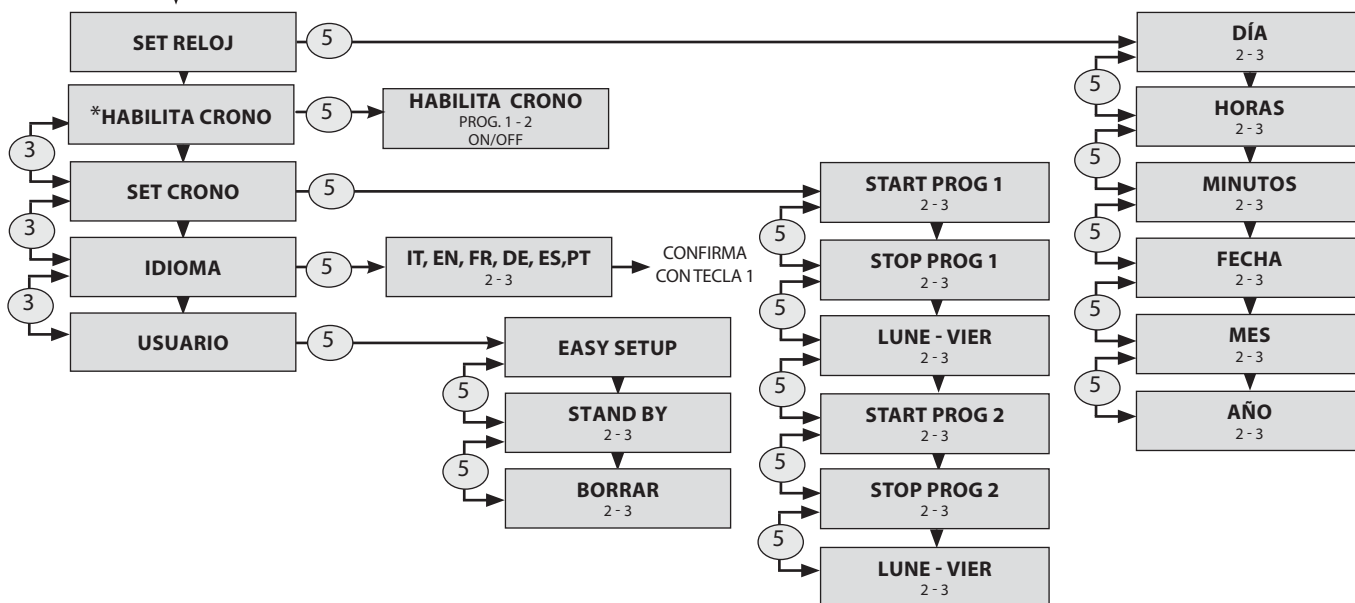 SET RELOJ
5
*HABILITA CRONO
5
HABILITA CRONO
PROG. 1 - 2
ON/OFF
3
SET CRONO
5
3
IDIOMA
5
IT, EN, FR, DE, ES,PT
2 - 3
CONFIRMA
CON TECLA 1
3
USUARIO
5
EASY SETUP
5
STAND BY
2 - 3
5
BORRAR
2 - 3
START PROG 1
2 - 3
5
STOP PROG 1
2 - 3
5
LUNE - VIER
2 - 3
5
START PROG 2
2 - 3
5
STOP PROG 2
2 - 3
5
LUNE - VIER
2 - 3
DÍA
2 - 3
5
HORAS
2 - 3
5
MINUTOS
2 - 3
5
FECHA
2 - 3
5
MES
2 - 3
5
AÑO
2 - 3